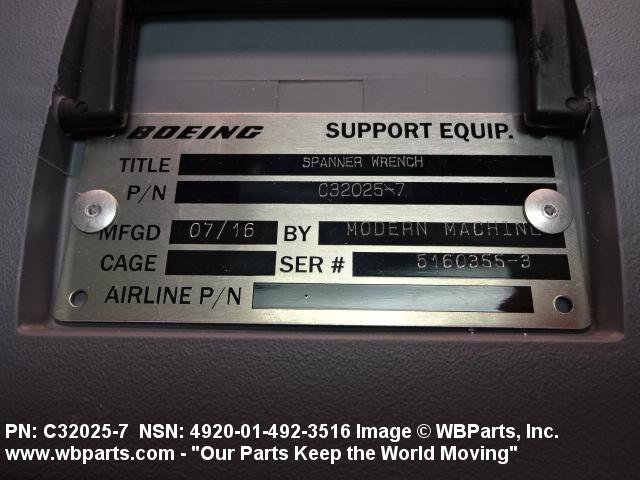 BOEING SUPPORT EQUIP.
TITLE SPANNER WRENCH
P/N C32025-7
MFGD 07/16 BY MODERN MACHINE
CAGE SER # 5160355-3
AIRLINE P/N
PN: C32025-7 NSN: 4920-01-492-3516 Image © WBParts, Inc.
www.wbparts.com - "Our Parts Keep the World Moving"